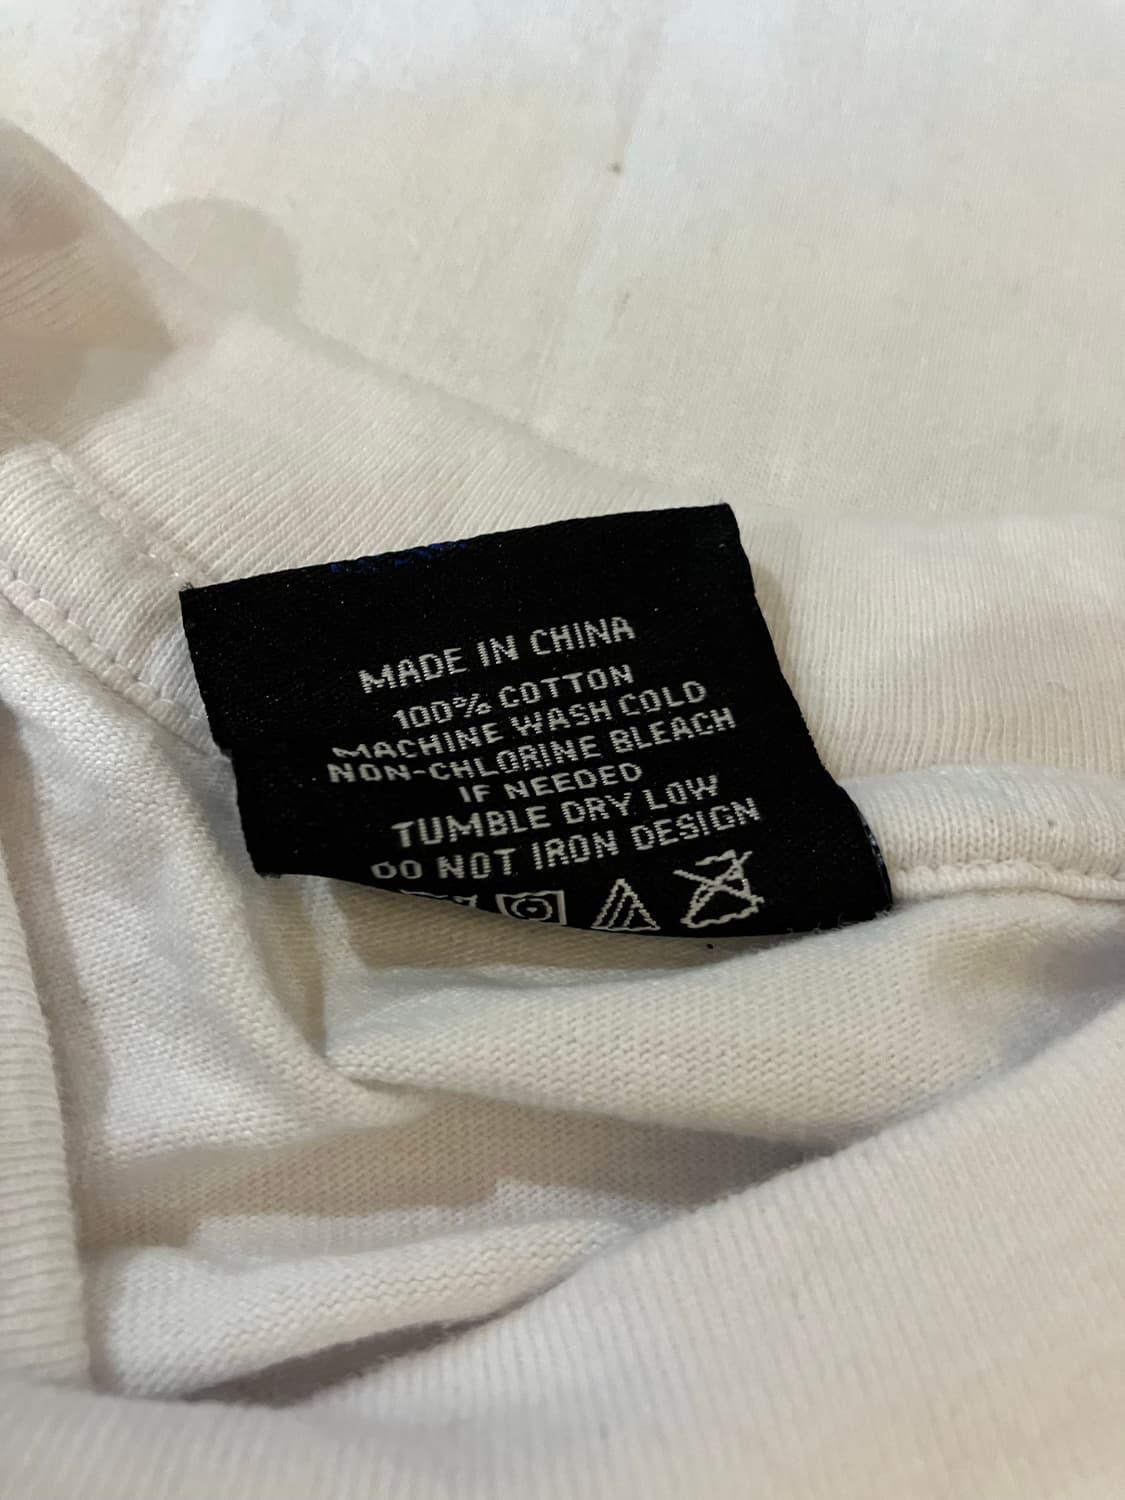 MADE IN CHINA
100% COTTON
MACHINE WASH COLD
NON-CHLORINE BLEACH
IF NEEDED
TUMBLE DRY LOW
DO NOT IRON DESIGN